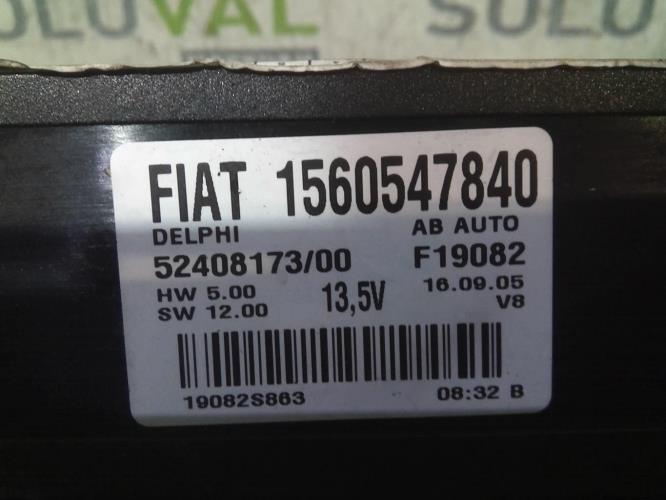 SOLUVAL
FIAT 1560547840
DELPHI AB AUTO
52408173/00 F19082
HW 5.00 13,5V 16.09.05
SW 12.00 V8
19082S863 08:32 B